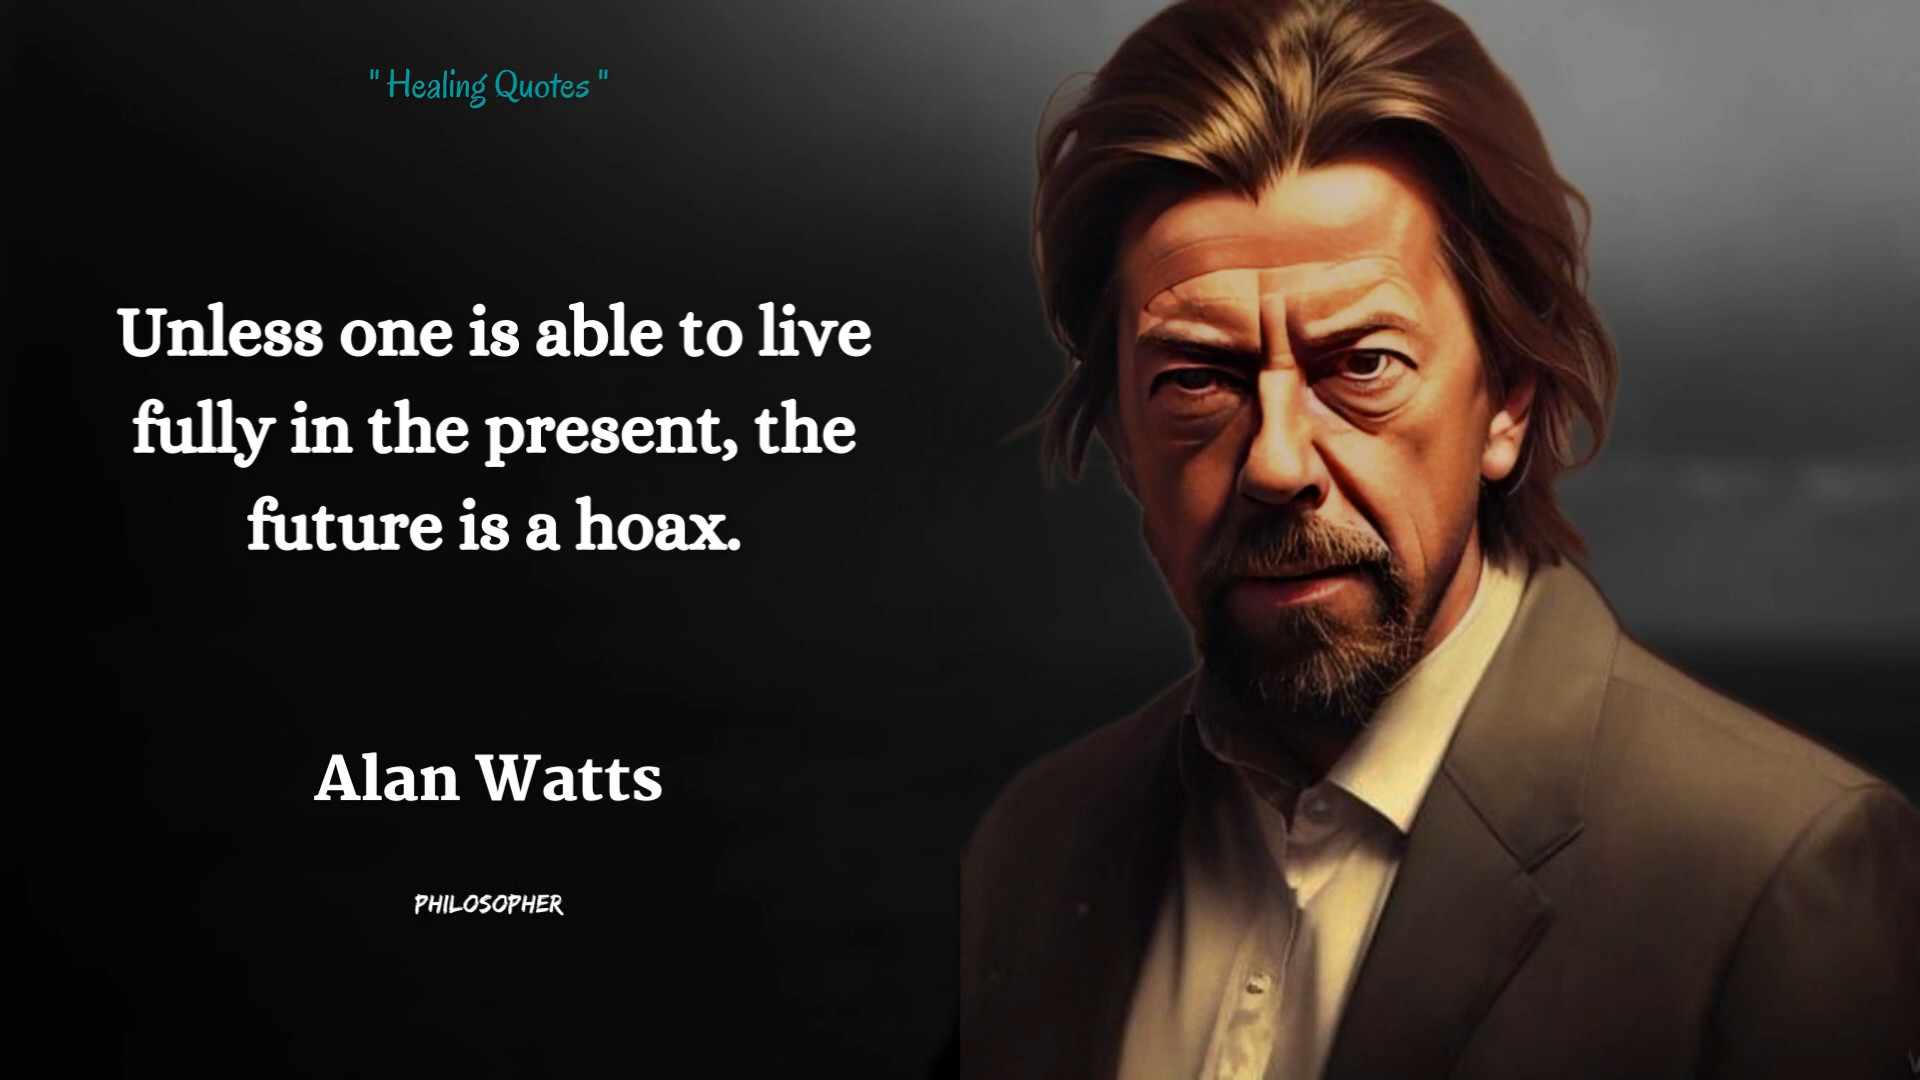 " Healing Quotes "
Unless one is able to live
fully in the present, the
future is a hoax.
Alan Watts
PHILOSOPHER